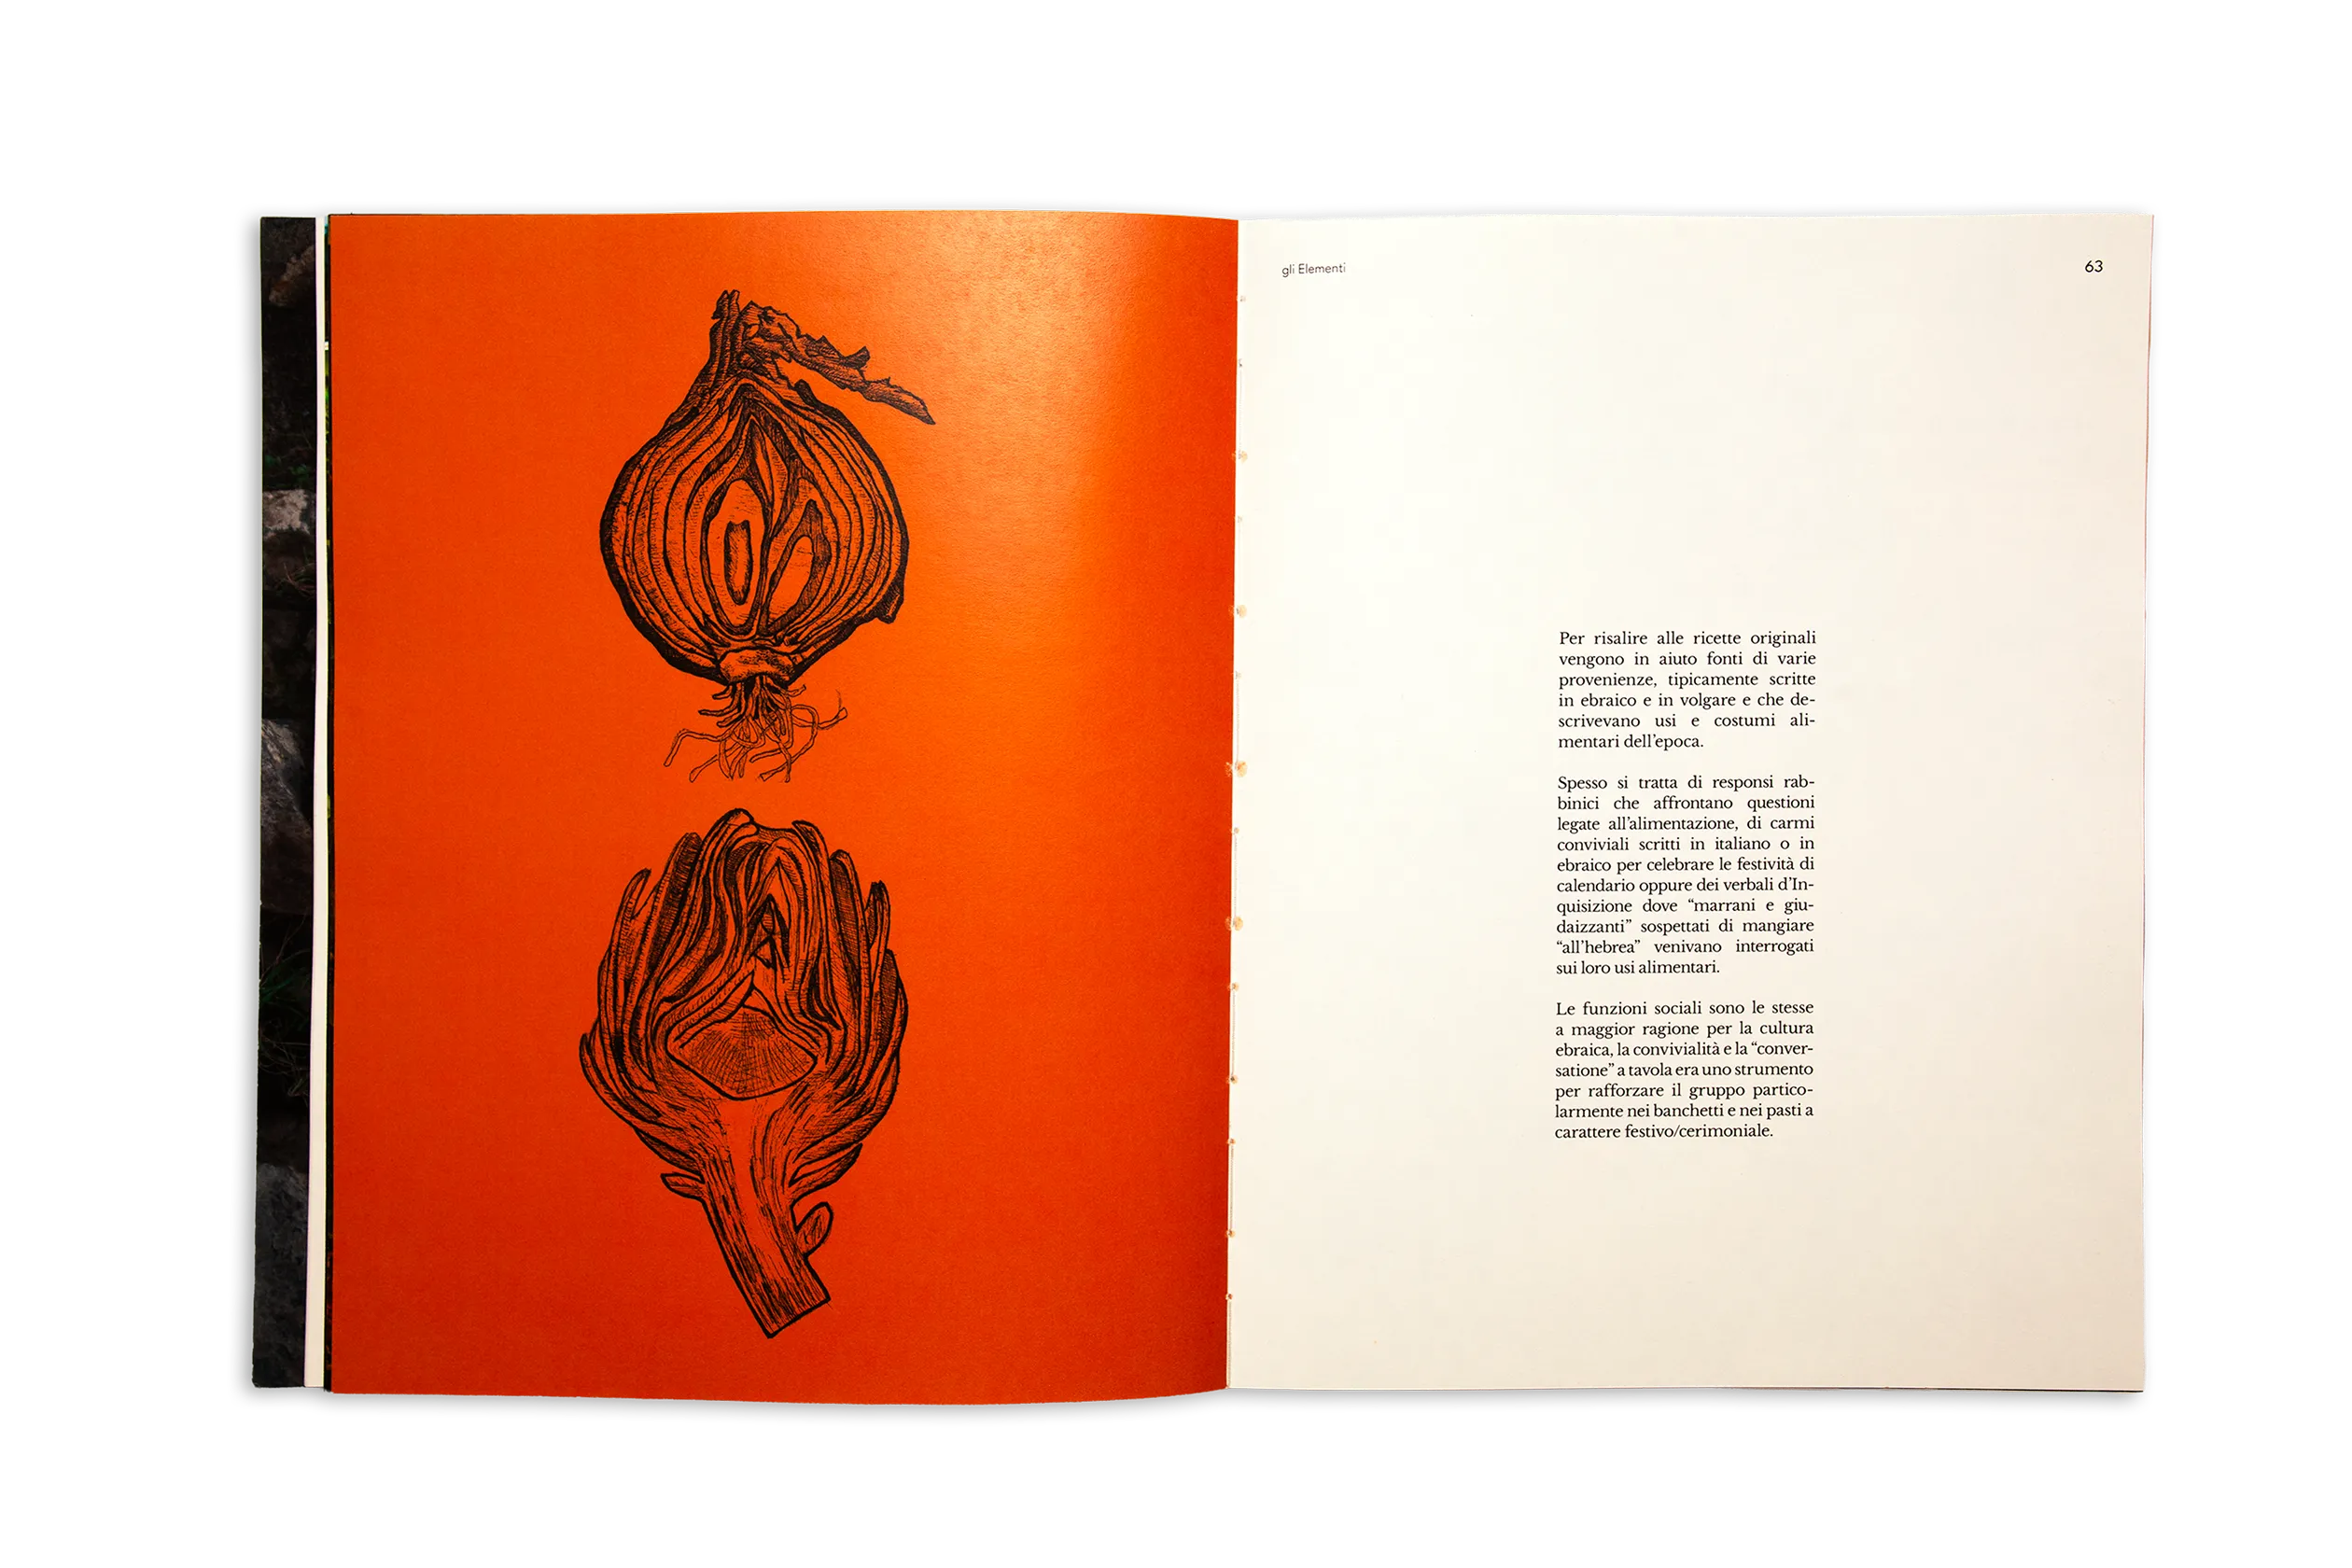 gli Elementi
63
Per risalire alle ricette originali
vengono in aiuto fonti di varie
provenienze, tipicamente scritte
in ebraico e in volgare e che de-
scrivevano usi e costumi ali-
mentari dell’epoca.
Spesso si tratta di responsi rab-
binici che affrontano questioni
legate all’alimentazione, di carmi
conviviali scritti in italiano o in
ebraico per celebrare le festività di
calendario oppure dei verbali d’In-
quisizione dove “marrani e giu-
daizzanti” sospettati di mangiare
“all’hebrea” venivano interrogati
sui loro usi alimentari.
Le funzioni sociali sono le stesse
a maggior ragione per la cultura
ebraica, la convivialità e la “conver-
satione” a tavola era uno strumento
per rafforzare il gruppo partico-
larmente nei banchetti e nei pasti a
carattere festivo/cerimoniale.